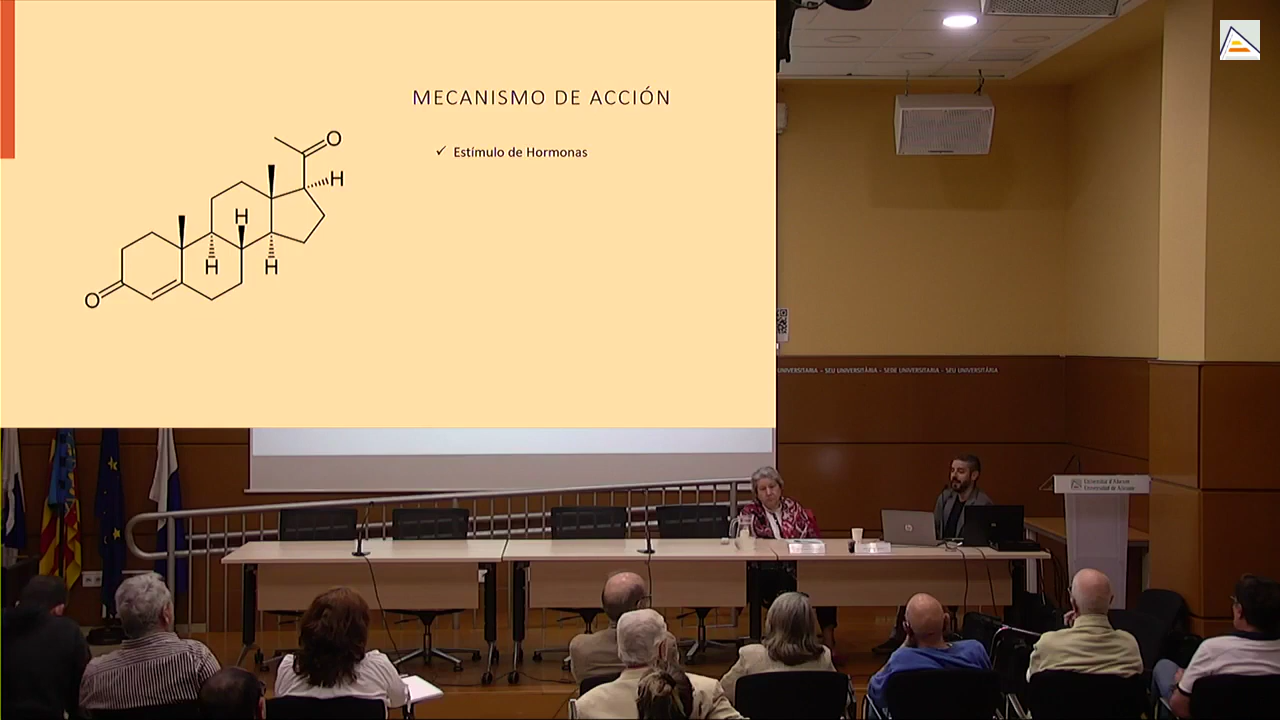 MECANISMO DE ACCIÓN
✓ Estímulo de Hormonas
O
H
H
H
H
O
UNIVERSITARIA – SEU UNIVERSITÀRIA – SEDE UNIVERSITARIA – SEU UNIVERSITÀRIA
Universitat d'Alacant
Universidad de Alicante